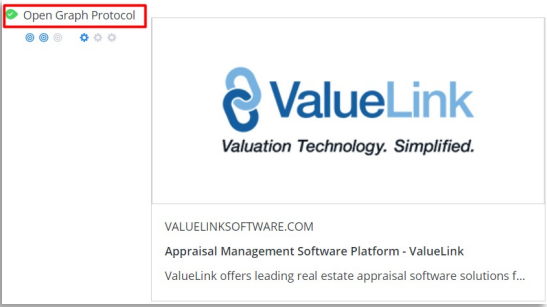 Open Graph Protocol
ValueLink
Valuation Technology. Simplified.
VALUELINKSOFTWARE.COM
Appraisal Management Software Platform - ValueLink
ValueLink offers leading real estate appraisal software solutions f...